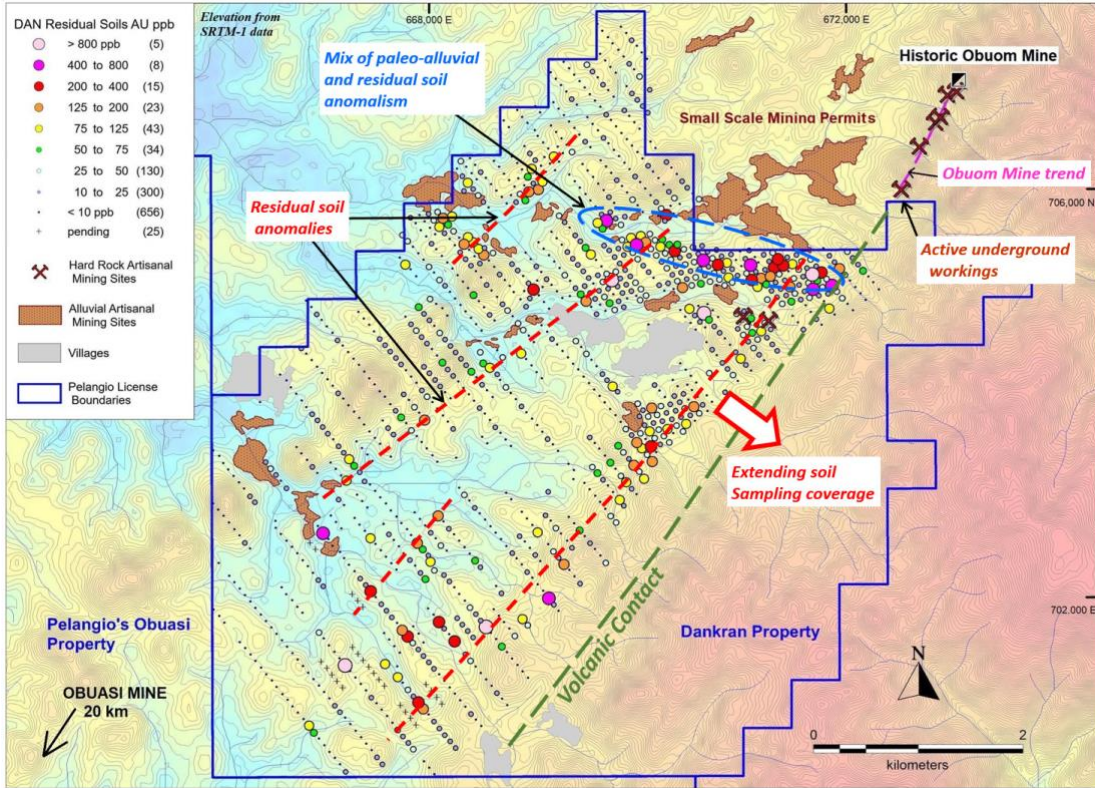 DAN Residual Soils AU ppb
> 800 ppb (5)
400 to 800 (8)
200 to 400 (15)
125 to 200 (23)
75 to 125 (43)
50 to 75 (34)
25 to 50 (130)
10 to 25 (300)
< 10 ppb (656)
pending (25)
Hard Rock Artisanal
Mining Sites
Alluvial Artisanal
Mining Sites
Villages
Pelangio License
Boundaries
Elevation from
SRTM-1 data
668,000 E
672,000 E
Mix of paleo-alluvial
and residual soil
anomalism
Historic Obuom Mine
Small Scale Mining Permits
Obuom Mine trend
706,000 N
Residual soil
anomalies
Active underground
workings
Extending soil
Sampling coverage
Volcanic Contact
702.000 E
Pelangio's Obuasi
Property
Dankran Property
OBUASI MINE
20 km
N
0 2
kilometers